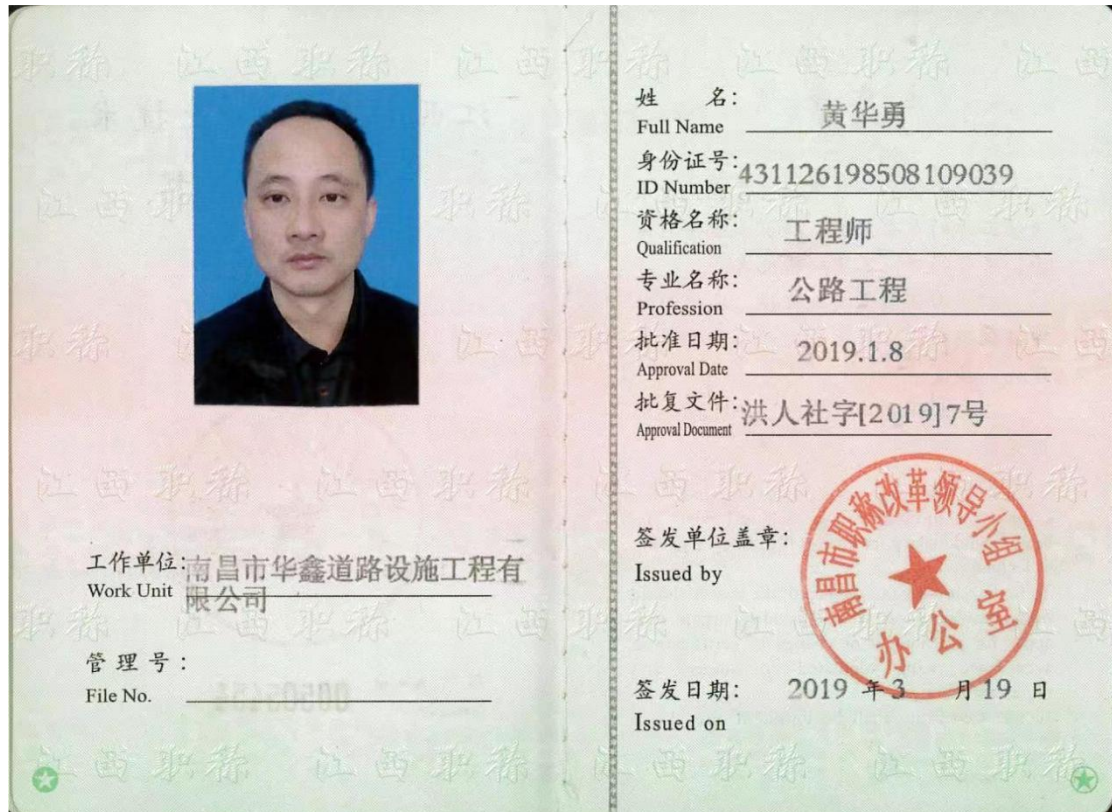 工作单位:南昌市华鑫道路设施工程有
Work Unit 限公司
管理号:
File No.
姓 名: 黄华勇
Full Name
身份证号: 431126198508109039
ID Number
资格名称: 工程师
Qualification
专业名称: 公路工程
Profession
批准日期: 2019.1.8
Approval Date
批复文件: 洪人社字[2019]7号
Approval Document
签发单位盖章:
Issued by
南昌市职称改革领导小组
办公室
签发日期: 2019 年 3 月 19 日
Issued on
江西职称